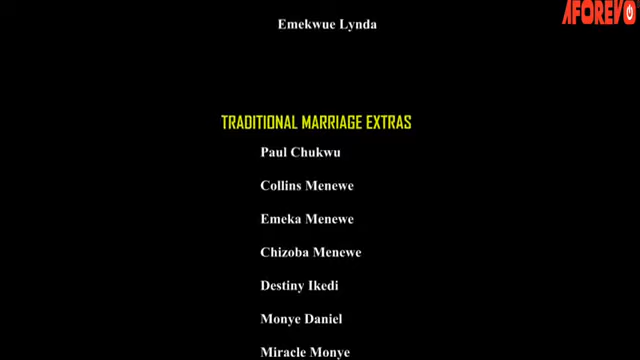 AFOREVO
Emekwue Lynda
TRADITIONAL MARRIAGE EXTRAS
Paul Chukwu
Collins Menewe
Emeka Menewe
Chizoba Menewe
Destiny Ikedi
Monye Daniel
Miracle Monye